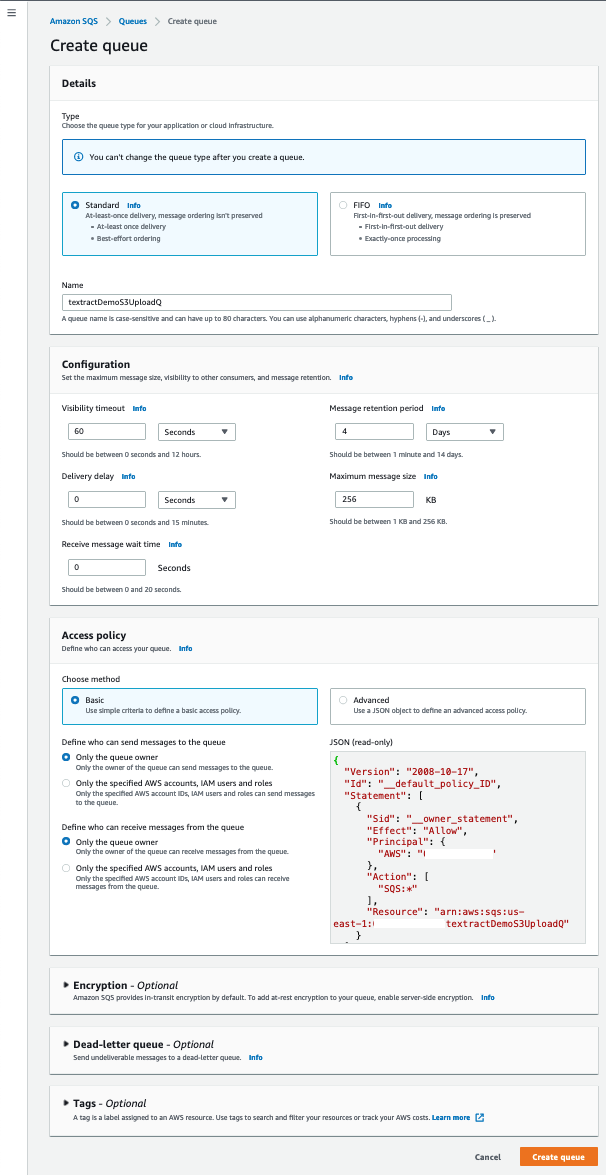 Amazon SQS > Queues > Create queue
Create queue
Details
Type
Choose the queue type for your application or cloud infrastructure.
You can't change the queue type after you create a queue.
Standard Info
At-least-once delivery, message ordering isn't preserved
• At-least once delivery
• Best-effort ordering
FIFO Info
First-in-first-out delivery, message ordering is preserved
• First-in-first-out delivery
• Exactly-once processing
Name
textractDemoS3UploadQ
A queue name is case-sensitive and can have up to 80 characters. You can use alphanumeric characters, hyphens (-), and underscores ( _ ).
Configuration
Set the maximum message size, visibility to other consumers, and message retention. Info
Visibility timeout Info
60 Seconds
Should be between 0 seconds and 12 hours.
Message retention period Info
4 Days
Should be between 1 minute and 14 days.
Delivery delay Info
0 Seconds
Should be between 0 seconds and 15 minutes.
Maximum message size Info
256 KB
Should be between 1 KB and 256 KB.
Receive message wait time Info
0 Seconds
Should be between 0 and 20 seconds.
Access policy
Define who can access your queue. Info
Choose method
Basic
Use simple criteria to define a basic access policy.
Advanced
Use a JSON object to define an advanced access policy.
Define who can send messages to the queue
Only the queue owner
Only the owner of the queue can send messages to the queue.
Only the specified AWS accounts, IAM users and roles
Only the specified AWS account IDs, IAM users and roles can send messages
to the queue.
Define who can receive messages from the queue
Only the queue owner
Only the owner of the queue can receive messages from the queue.
Only the specified AWS accounts, IAM users and roles
Only the specified AWS account IDs, IAM users and roles can receive
messages from the queue.
JSON (read-only)
{
"Version": "2008-10-17",
"Id": "__default_policy_ID",
"Statement": [
{
"Sid": "__owner_statement",
"Effect": "Allow",
"Principal": {
"AWS": "
},
"Action": [
"SQS:*"
],
"Resource": "arn:aws:sqs:us-
east-1: textractDemoS3UploadQ"
}
Encryption - Optional
Amazon SQS provides in-transit encryption by default. To add at-rest encryption to your queue, enable server-side encryption. Info
Dead-letter queue - Optional
Send undeliverable messages to a dead-letter queue. Info
Tags - Optional
A tag is a label assigned to an AWS resource. Use tags to search and filter your resources or track your AWS costs. Learn more
Cancel Create queue